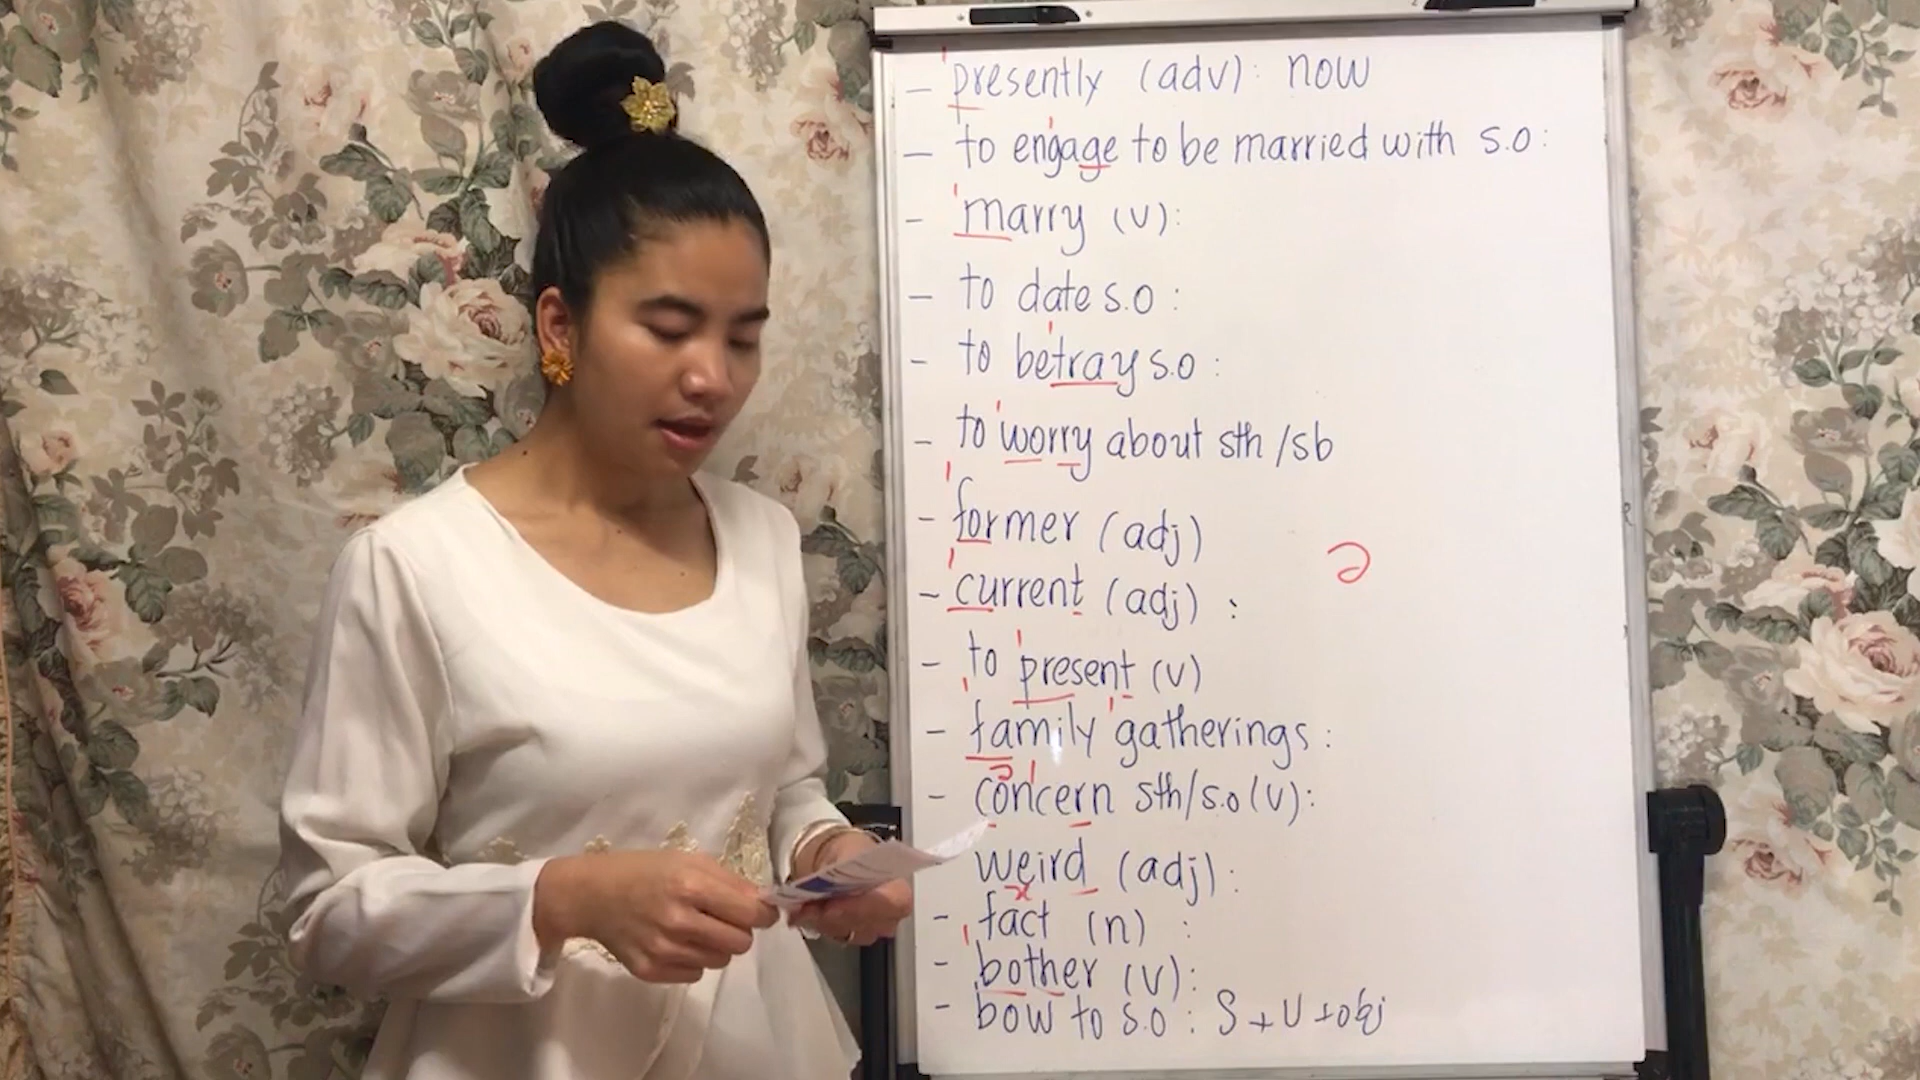 - presently (adv): now
- to engage to be married with s.o:
- marry (v):
- to date s.o :
- to betray s.o :
- to worry about sth/sb
- former (adj)
- current (adj) :
- to present (v)
- family gatherings:
- concern sth/s.o (v):
weird (adj):
- fact (n) :
- bother (v):
- bow to s.o : S + V + obj